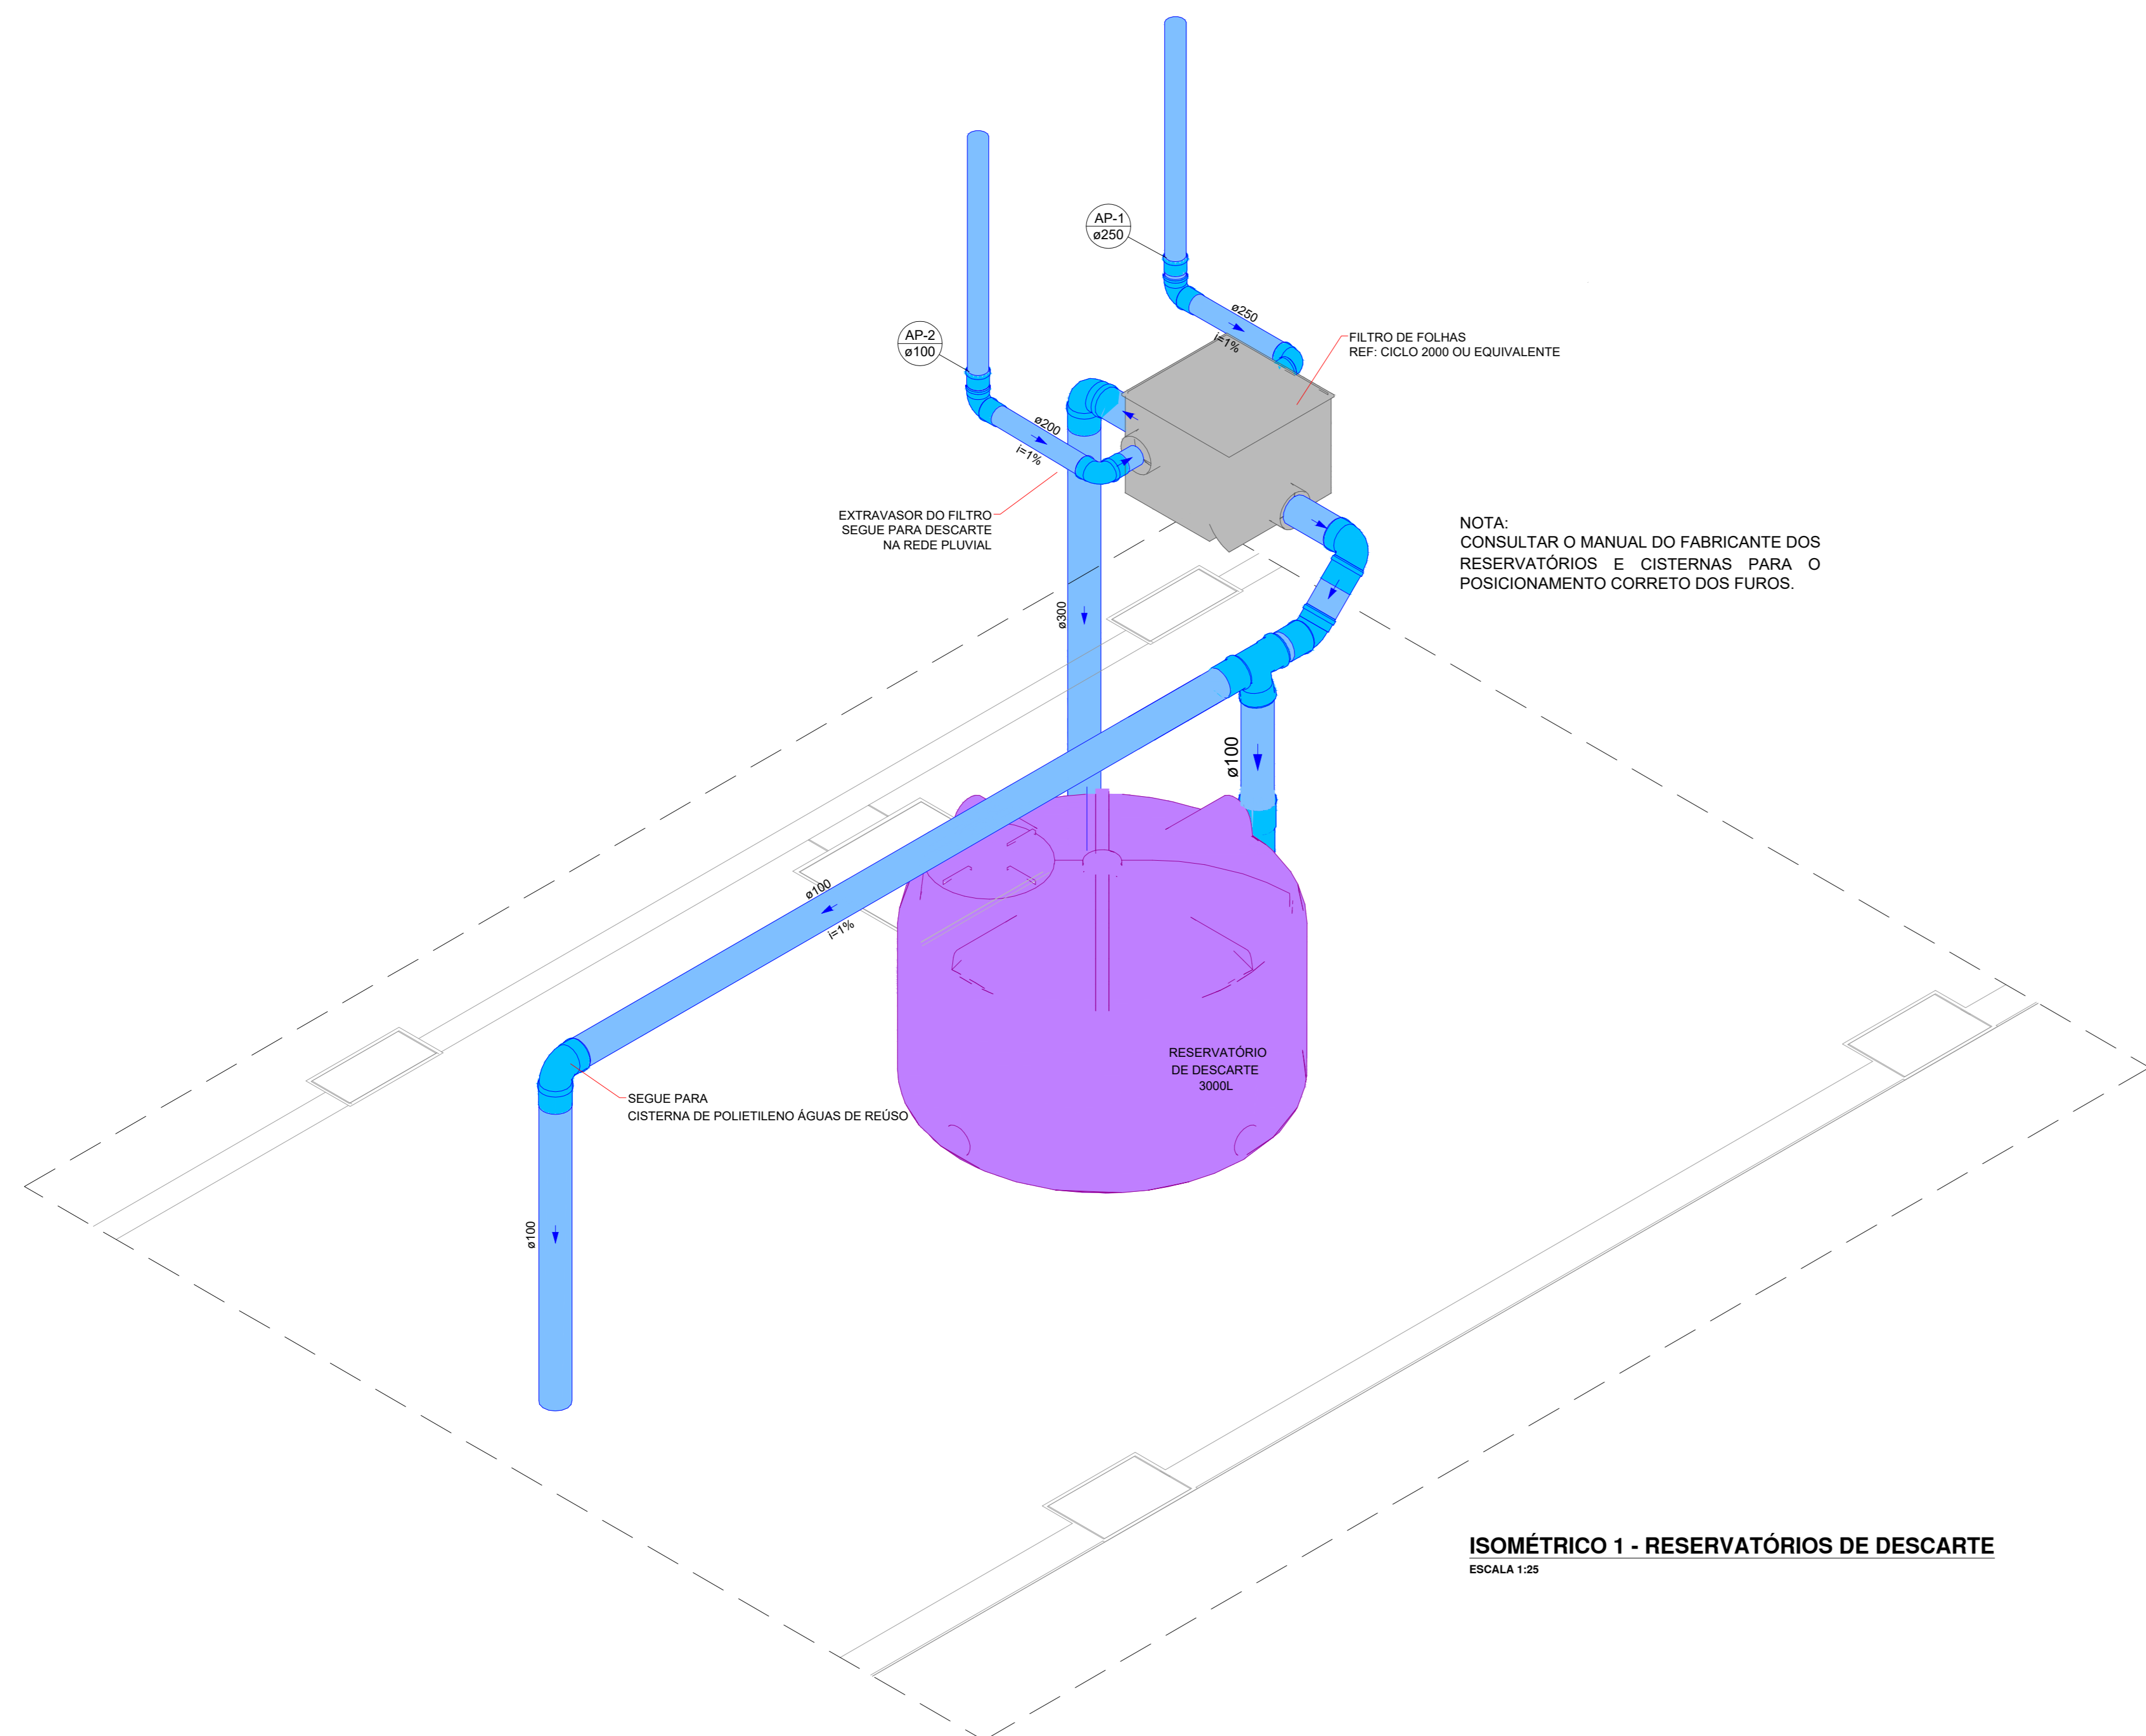 AP-1
ø250
ø250
i=1%
AP-2
ø100
FILTRO DE FOLHAS
REF: CICLO 2000 OU EQUIVALENTE
ø200
i=1%
EXTRAVASOR DO FILTRO
SEGUE PARA DESCARTE
NA REDE PLUVIAL
NOTA:
CONSULTAR O MANUAL DO FABRICANTE DOS
RESERVATÓRIOS E CISTERNAS PARA O
POSICIONAMENTO CORRETO DOS FUROS.
ø300
ø100
ø100
i=1%
RESERVATÓRIO
DE DESCARTE
3000L
SEGUE PARA
CISTERNA DE POLIETILENO ÁGUAS DE REÚSO
ø100
ISOMÉTRICO 1 - RESERVATÓRIOS DE DESCARTE
ESCALA 1:25